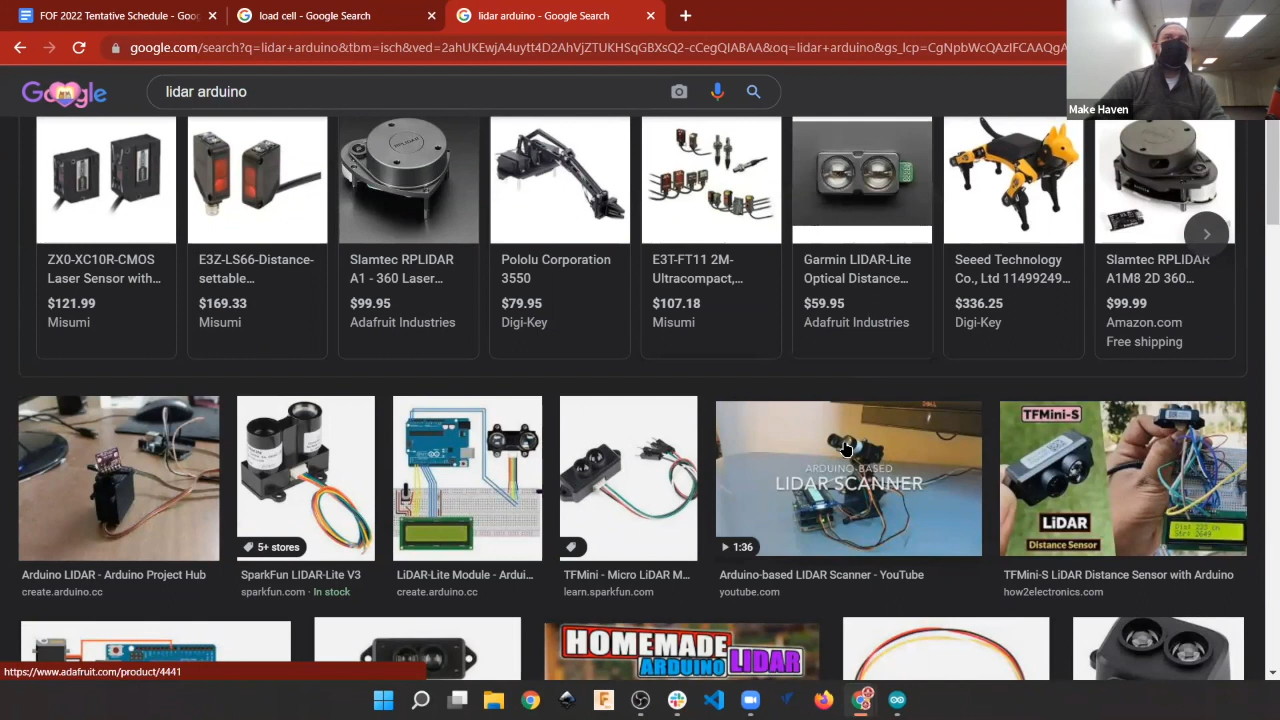 FOF 2022 Tentative Schedule - Goo
load cell - Google Search
lidar arduino - Google Search
google.com/search?q=lidar+arduino&tbm=isch&ved=2ahUKEwjA4uytt4D2AhVjZTUKHSqGBXsQ2-cCegQIABAA&oq=lidar+arduino&gs_lcp=CgNpbWcQAzIFCAAQgA
Google
lidar arduino
Make Haven
ZX0-XC10R-CMOS
Laser Sensor with...
$121.99
Misumi
E3Z-LS66-Distance-
settable...
$169.33
Misumi
Slamtec RPLIDAR
A1 - 360 Laser...
$99.95
Adafruit Industries
Pololu Corporation
3550
$79.95
Digi-Key
E3T-FT11 2M-
Ultracompact,...
$107.18
Misumi
Garmin LIDAR-Lite
Optical Distance...
$59.95
Adafruit Industries
Seeed Technology
Co., Ltd 11499249...
$336.25
Digi-Key
Slamtec RPLIDAR
A1M8 2D 360...
$99.99
Amazon.com
Free shipping
5+ stores
ARDUINO-BASED
LIDAR SCANNER
1:36
TFMini-S
LiDAR
Distance Sensor
Arduino LIDAR - Arduino Project Hub
create.arduino.cc
SparkFun LIDAR-Lite V3
sparkfun.com · In stock
LiDAR-Lite Module - Ardui...
create.arduino.cc
TFMini - Micro LiDAR M...
learn.sparkfun.com
Arduino-based LIDAR Scanner - YouTube
youtube.com
TFMini-S LiDAR Distance Sensor with Arduino
how2electronics.com
HOMEMADE
ARDUINO LIDAR
https://www.adafruit.com/product/4441